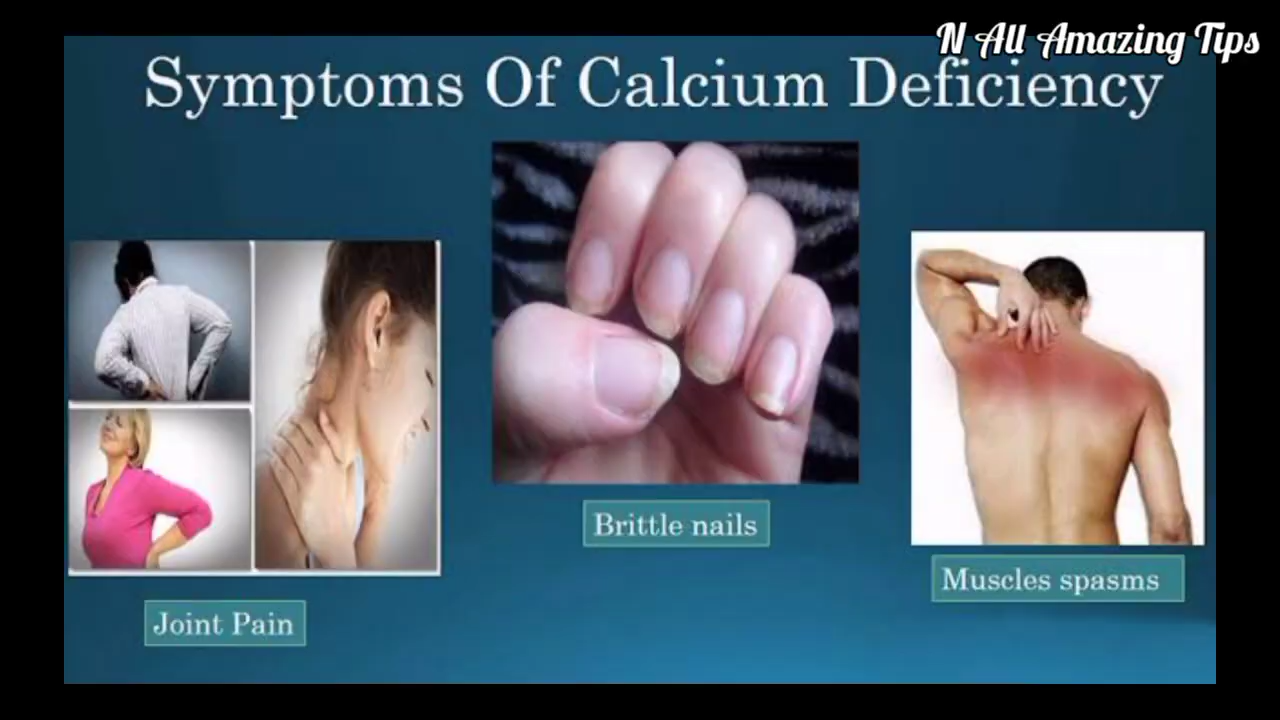 N All Amazing Tips
Symptoms Of Calcium Deficiency
Brittle nails
Muscles spasms
Joint Pain